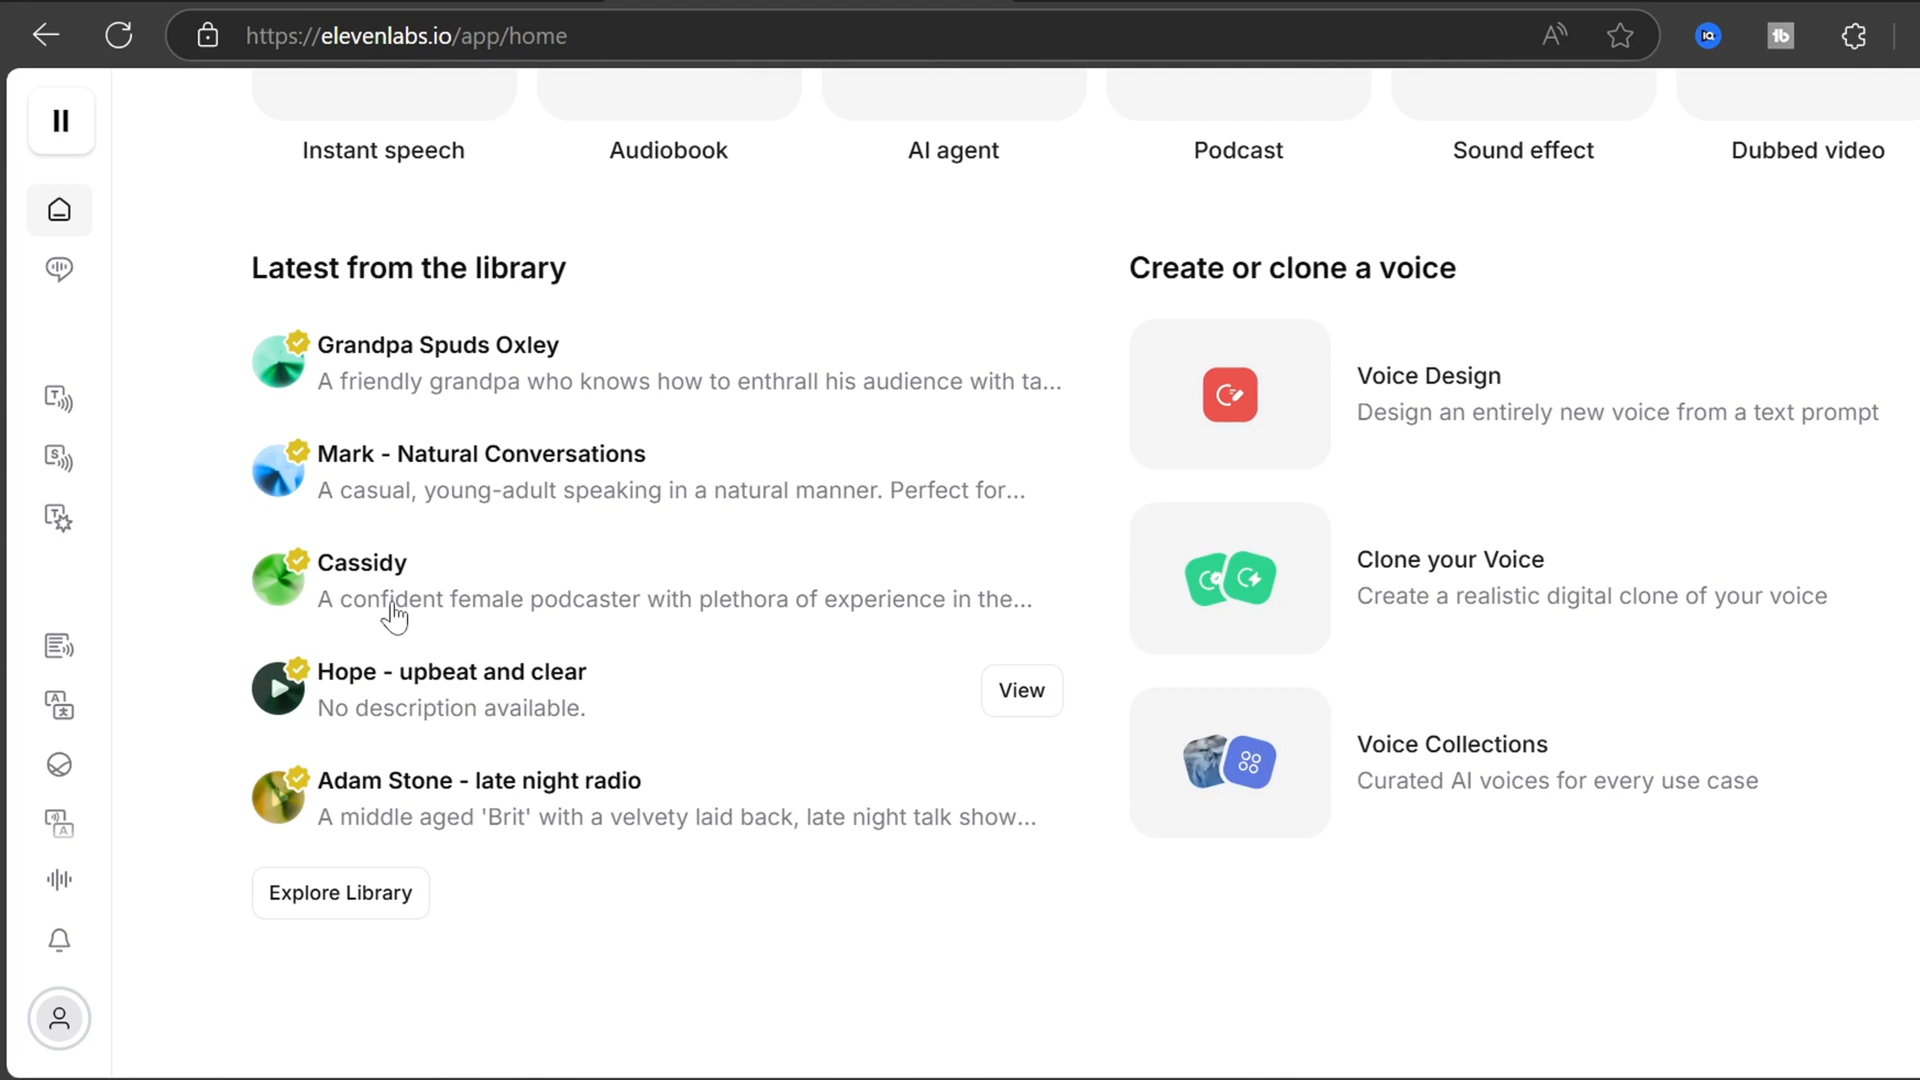 https://elevenlabs.io/app/home
Instant speech
Audiobook
AI agent
Podcast
Sound effect
Dubbed video
Latest from the library
Grandpa Spuds Oxley
A friendly grandpa who knows how to enthrall his audience with ta...
Mark - Natural Conversations
A casual, young-adult speaking in a natural manner. Perfect for...
Cassidy
A confident female podcaster with plethora of experience in the...
Hope - upbeat and clear
No description available.
View
Adam Stone - late night radio
A middle aged 'Brit' with a velvety laid back, late night talk show...
Explore Library
Create or clone a voice
Voice Design
Design an entirely new voice from a text prompt
Clone your Voice
Create a realistic digital clone of your voice
Voice Collections
Curated AI voices for every use case